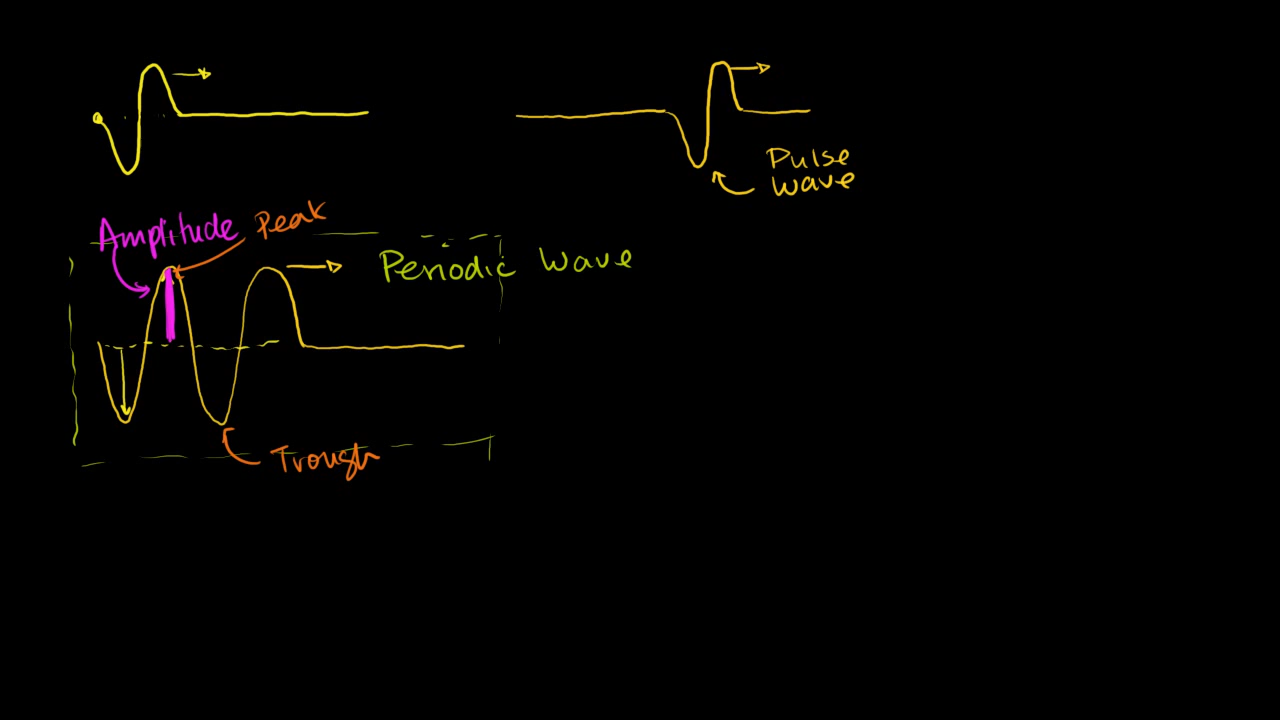 Pulse
wave
Amplitude
Peak
Periodic wave
Trough